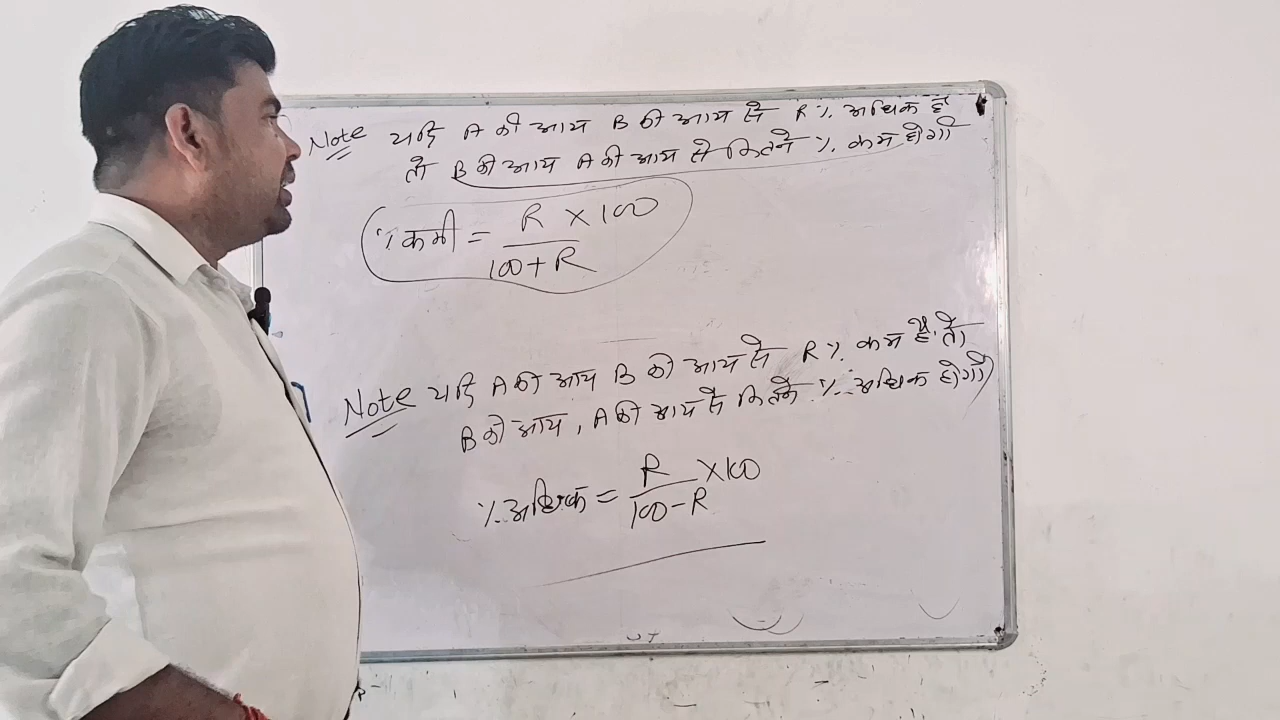 Note यदि A की आय B की आय से R% अधिक है
तो B की आय A की आय से कितने % कम होगी
% कमी = R × 100 / 100 + R
Note यदि A की आय B की आय से R% कम है, तो
B की आय, A की आय से कितने % अधिक होगी
% अधिक = R / 100 - R × 100